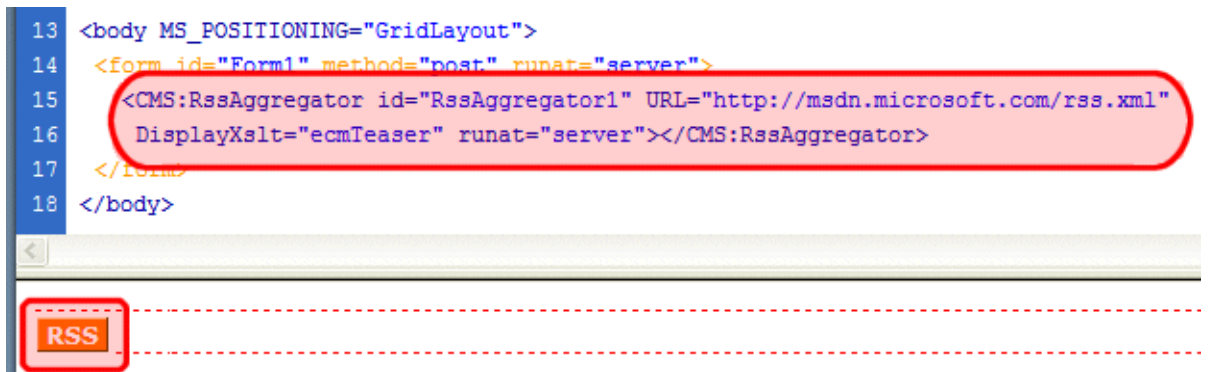 13 <body MS_POSITIONING="GridLayout">
14 <form id="Form1" method="post" runat="server">
15 <CMS:RssAggregator id="RssAggregator1" URL="http://msdn.microsoft.com/rss.xml"
16 DisplayXslt="ecmTeaser" runat="server"></CMS:RssAggregator>
17 </form>
18 </body>
RSS